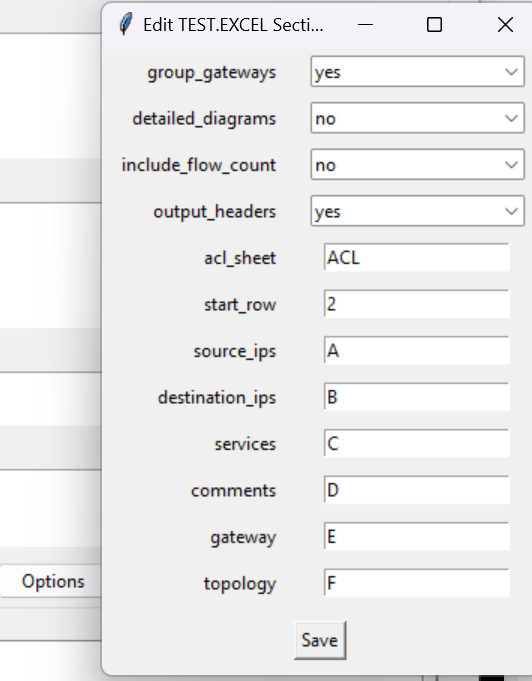 Edit TEST.EXCEL Secti...
group_gateways yes
detailed_diagrams no
include_flow_count no
output_headers yes
acl_sheet ACL
start_row 2
source_ips A
destination_ips B
services C
comments D
gateway E
topology F
Options
Save